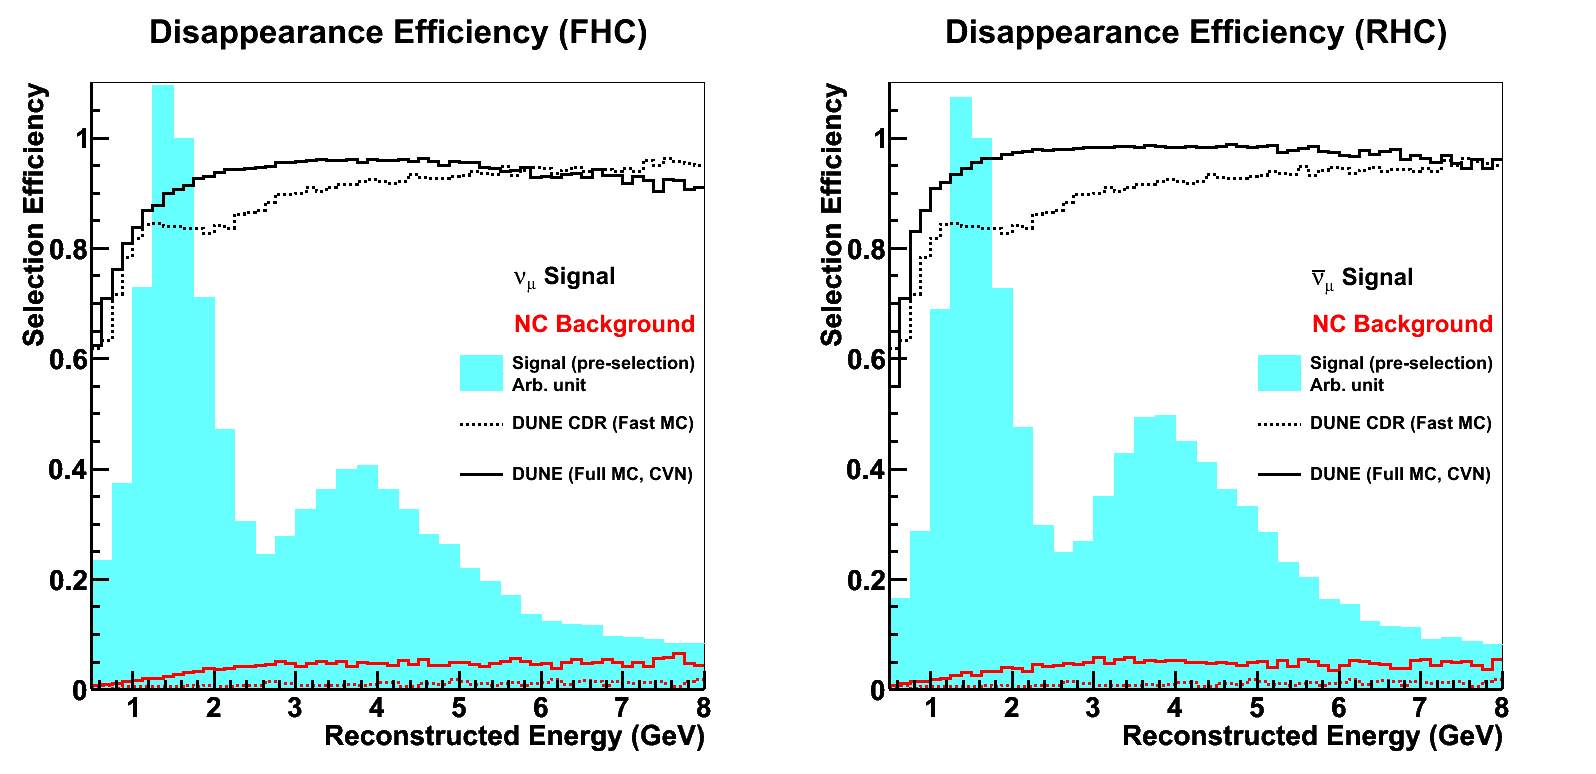 Disappearance Efficiency (FHC)
Selection Efficiency
1
0.8
0.6
0.4
0.2
0
ν_μ Signal
NC Background
Signal (pre-selection)
Arb. unit
DUNE CDR (Fast MC)
DUNE (Full MC, CVN)
1 2 3 4 5 6 7 8
Reconstructed Energy (GeV)
Disappearance Efficiency (RHC)
Selection Efficiency
1
0.8
0.6
0.4
0.2
0
ν̅_μ Signal
NC Background
Signal (pre-selection)
Arb. unit
DUNE CDR (Fast MC)
DUNE (Full MC, CVN)
1 2 3 4 5 6 7 8
Reconstructed Energy (GeV)